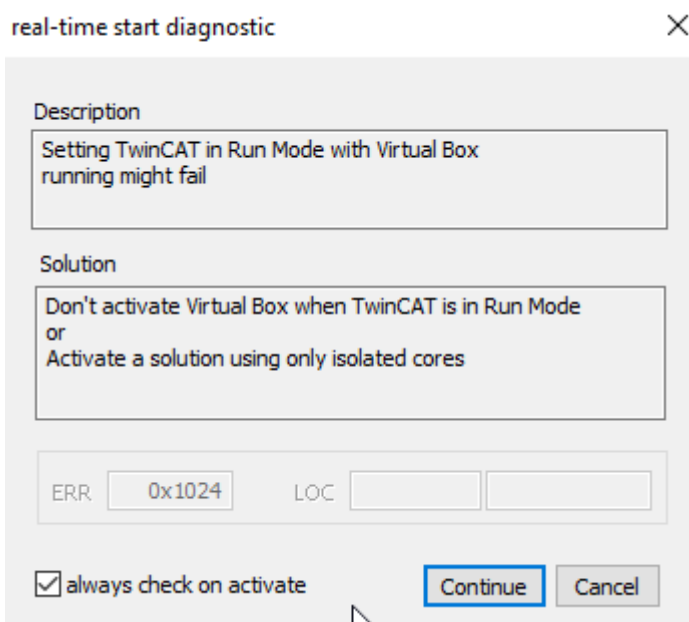 real-time start diagnostic
Description
Setting TwinCAT in Run Mode with Virtual Box
running might fail
Solution
Don't activate Virtual Box when TwinCAT is in Run Mode
or
Activate a solution using only isolated cores
ERR 0x1024 LOC
always check on activate Continue Cancel